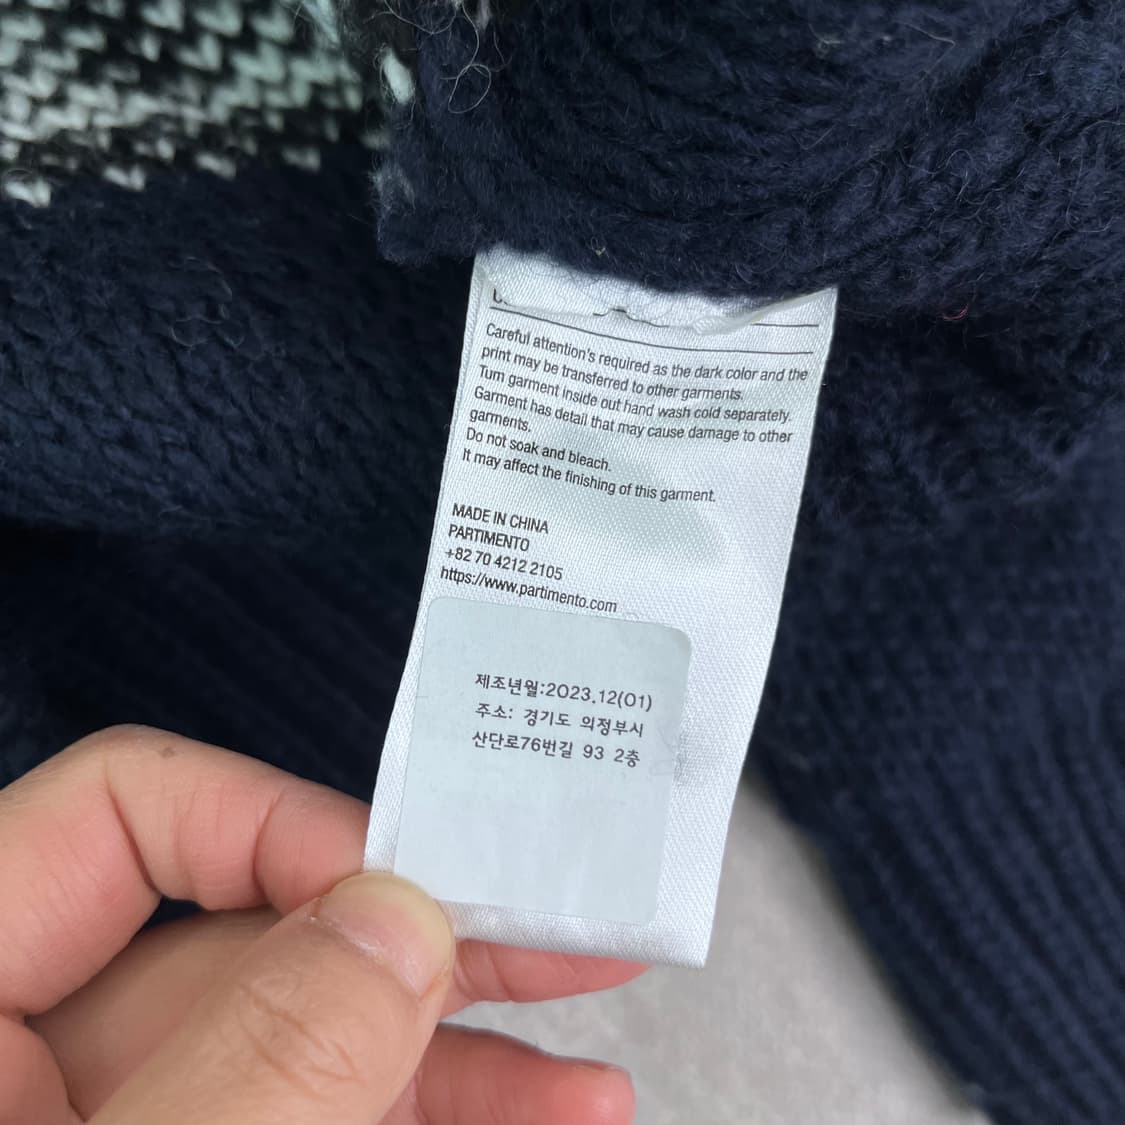 Careful attention's required as the dark color and the
print may be transferred to other garments.
Turn garment inside out hand wash cold separately.
Garment has detail that may cause damage to other
garments.
Do not soak and bleach.
It may affect the finishing of this garment.
MADE IN CHINA
PARTIMENTO
+82 70 4212 2105
https://www.partimento.com
제조년월:2023.12(01)
주소: 경기도 의정부시
산단로76번길 93 2층